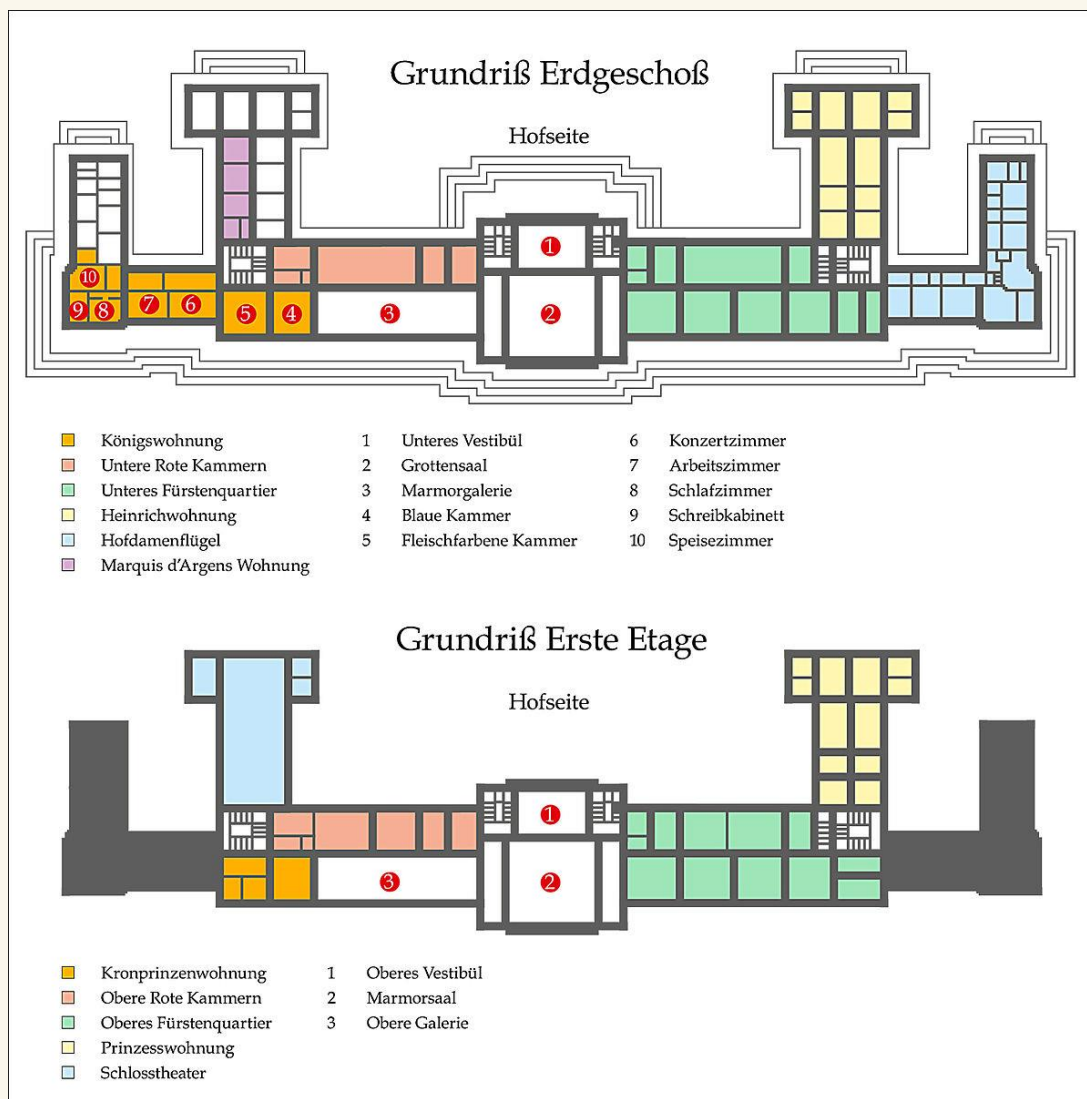 Grundriß Erdgeschoß
Hofseite
1
10
9
8
7
6
5
4
3
2
Königswohnung
Untere Rote Kammern
Unteres Fürstenquartier
Heinrichwohnung
Hofdamenflügel
Marquis d'Argens Wohnung
1 Unteres Vestibül
2 Grottensaal
3 Marmorgalerie
4 Blaue Kammer
5 Fleischfarbene Kammer
6 Konzertzimmer
7 Arbeitszimmer
8 Schlafzimmer
9 Schreibkabinett
10 Speisezimmer
Grundriß Erste Etage
Hofseite
1
3
2
Kronprinzenwohnung
Obere Rote Kammern
Oberes Fürstenquartier
Prinzesswohnung
Schlosstheater
1 Oberes Vestibül
2 Marmorsaal
3 Obere Galerie